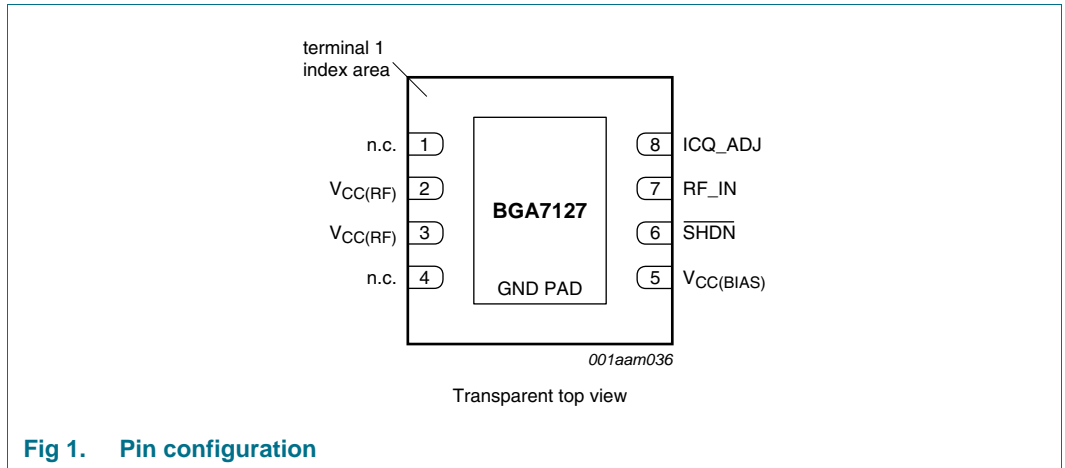 terminal 1
index area
n.c. 1
8 ICQ_ADJ
VCC(RF) 2
7 RF_IN
BGA7127
VCC(RF) 3
6 SHDN
n.c. 4
5 VCC(BIAS)
GND PAD
001aam036
Transparent top view
Fig 1. Pin configuration